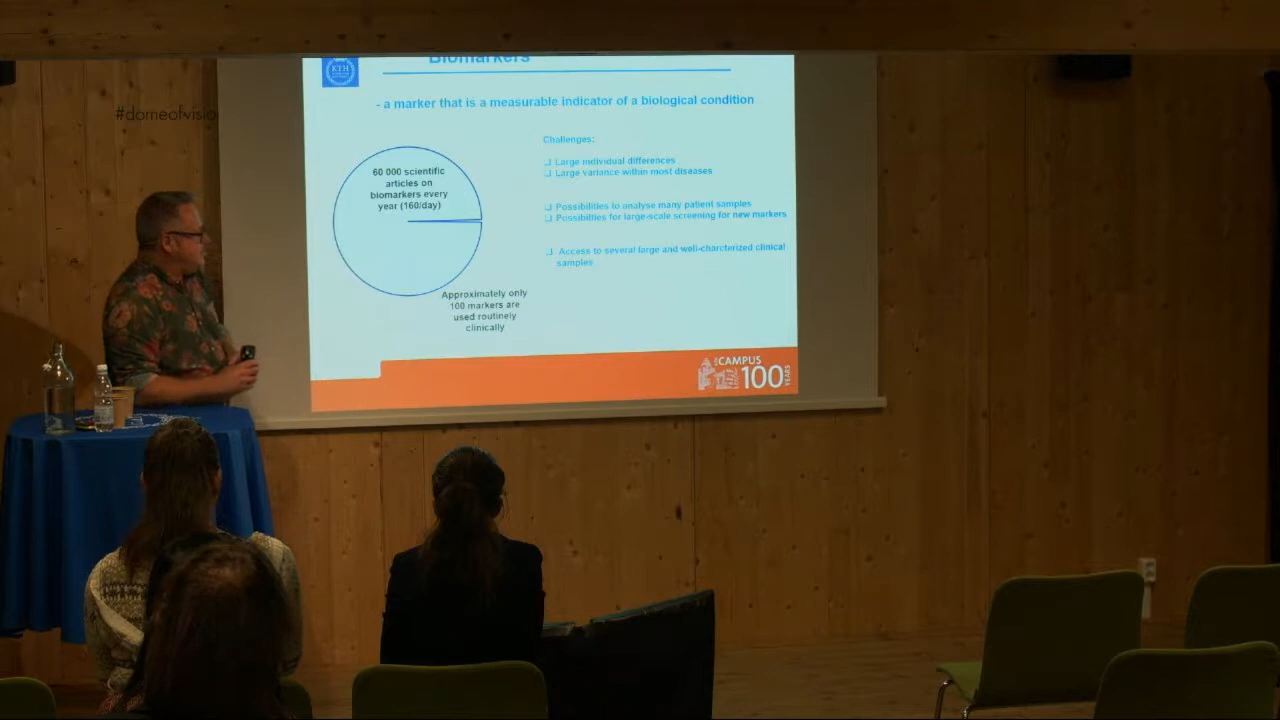 #domeofvisio
KTH
Biomarkers
- a marker that is a measurable indicator of a biological condition
60 000 scientific
articles on
biomarkers every
year (160/day)
Approximately only
100 markers are
used routinely
clinically
Challenges:
❑ Large individual differences
❑ Large variance within most diseases
❑ Possibilities to analyse many patient samples
❑ Possibilties for large-scale screening for new markers
❑ Access to several large and well-charcterized clinical
samples
CAMPUS
100 YEARS